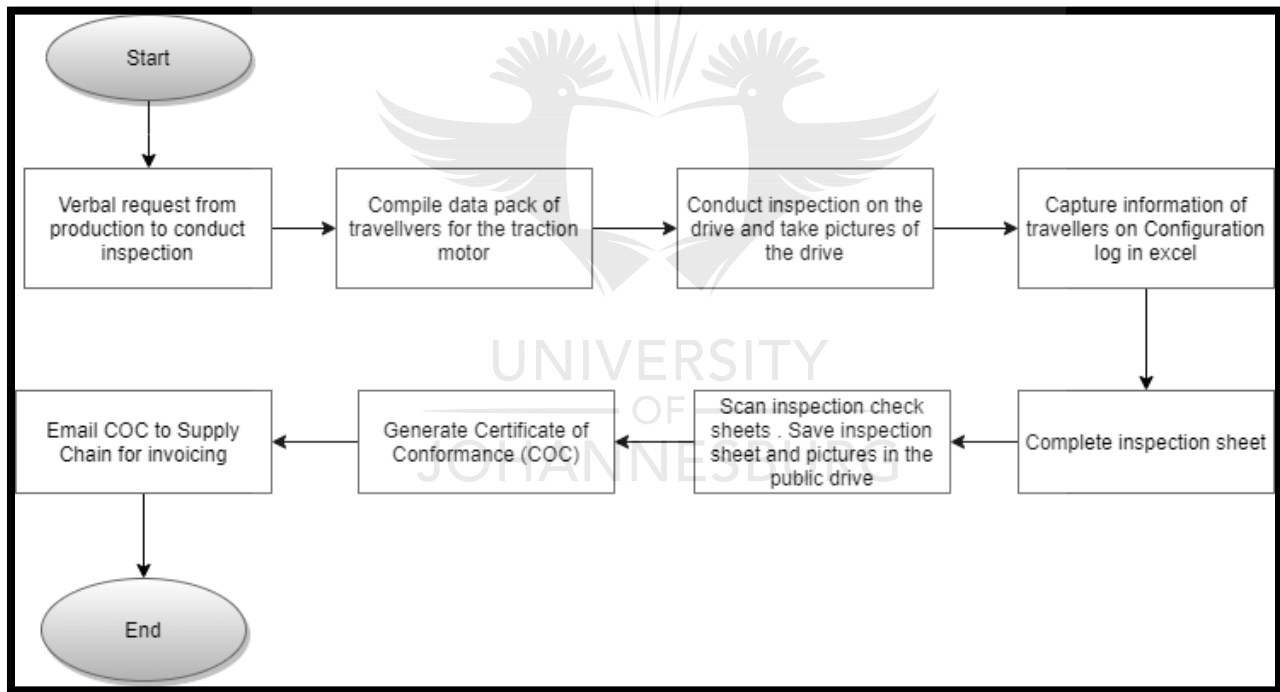 Start
Verbal request from
production to conduct
inspection
Compile data pack of
travellvers for the traction
motor
Conduct inspection on the
drive and take pictures of
the drive
Capture information of
travellers on Configuration
log in excel
Complete inspection sheet
Scan inspection check
sheets . Save inspection
sheet and pictures in the
public drive
Generate Certificate of
Conformance (COC)
Email COC to Supply
Chain for invoicing
End
UNIVERSITY
OF
JOHANNESBURG